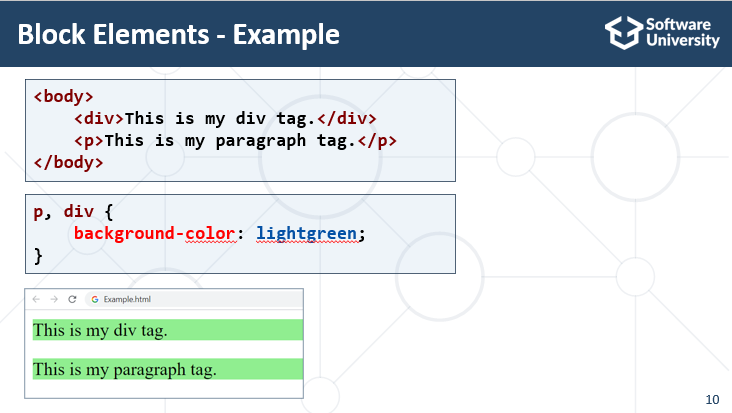 Block Elements - Example
Software
University
<body>
    <div>This is my div tag.</div>
    <p>This is my paragraph tag.</p>
</body>
p, div {
    background-color: lightgreen;
}
Example.html
This is my div tag.
This is my paragraph tag.
10